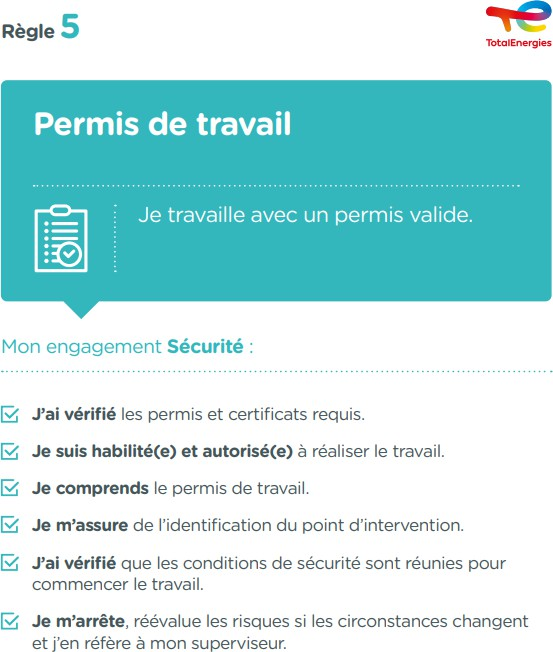 Règle 5
TotalEnergies
Permis de travail
Je travaille avec un permis valide.
Mon engagement Sécurité :
J’ai vérifié les permis et certificats requis.
Je suis habilité(e) et autorisé(e) à réaliser le travail.
Je comprends le permis de travail.
Je m’assure de l’identification du point d’intervention.
J’ai vérifié que les conditions de sécurité sont réunies pour
commencer le travail.
Je m’arrête, réévalue les risques si les circonstances changent
et j’en réfère à mon superviseur.